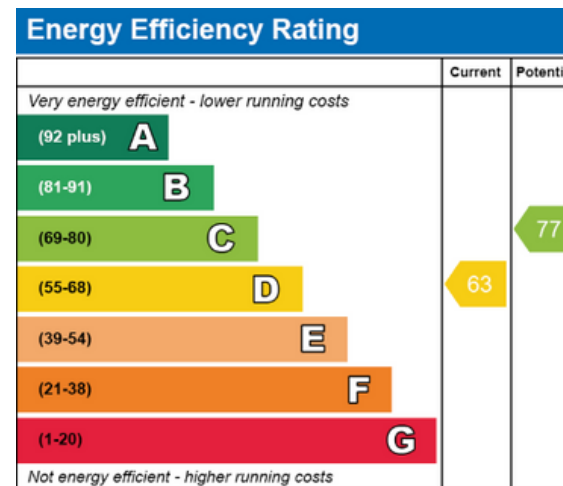 Energy Efficiency Rating
Current Potenti
Very energy efficient - lower running costs
(92 plus) A
(81-91) B
(69-80) C 77
(55-68) D 63
(39-54) E
(21-38) F
(1-20) G
Not energy efficient - higher running costs